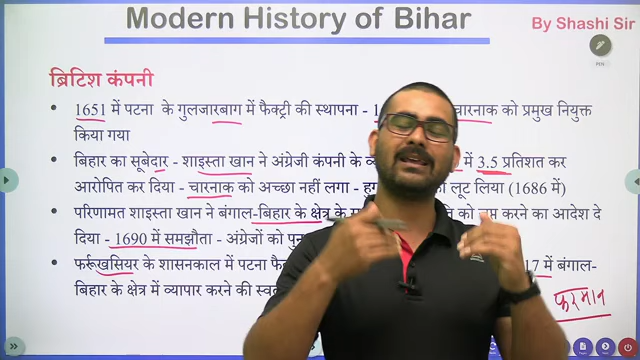 Modern History of Bihar
By Shashi Sir
PEN
ब्रिटिश कंपनी
1651 में पटना के गुलजारबाग में फैक्ट्री की स्थापना - चारनाक को प्रमुख नियुक्त
किया गया
बिहार का सूबेदार - शाइस्ता खान ने अंग्रेजी कंपनी के में 3.5 प्रतिशत कर
आरोपित कर दिया - चारनाक को अच्छा नहीं लगा - लूट लिया (1686 में)
परिणामत शाइस्ता खान ने बंगाल-बिहार के क्षेत्र के करने का आदेश दे
दिया - 1690 में समझौता - अंग्रेजों को
फर्रूखसियर के शासनकाल में पटना 17 में बंगाल-
बिहार के क्षेत्र में व्यापार करने की
फरमान